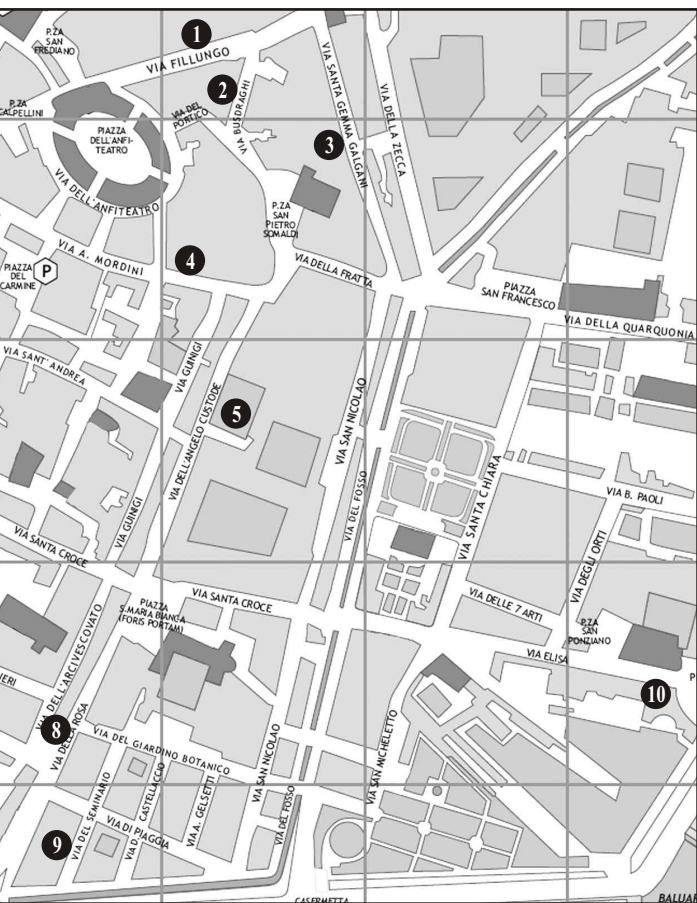 P.ZA
SAN
FREDIANO
1
VIA FILLUNGO
2
VIA DEL
PORTICO
VIA BUSDRAGHI
VIA SANTA GEMMA GALGANI
3
VIA DELLA ZECCA
P.ZA
PIAZZA
DELL'ANFI-
TEATRO
VIA DELL'ANFITEATRO
P.ZA
SAN
PIETRO
SOMALDI
VIA A. MORDINI
4
VIA DELLA FRATTA
PIAZZA
DEL
CARMINE
P
PIAZZA
SAN FRANCESCO
VIA DELLA QUARQUONIA
VIA SANT' ANDREA
VIA GUINIGI
VIA DELL'ANGELO CUSTODE
5
VIA SAN NICOLAO
VIA DEL FOSSO
VIA SANTA CHIARA
VIA B. PAOLI
VIA GUINIGI
VIA SANTA CROCE
VIA DEGLI ORTI
VIA SANTA CROCE
PIAZZA
S.MARIA BIANCA
(FORIS PORTAM)
VIA DELLE 7 ARTI
P.ZA
SAN
PONZIANO
VIA ELISA
VIA DELL'ARCIVESCOVATO
IERI
10
P
8
VIA DELLA ROSA
VIA DEL GIARDINO BOTANICO
VIA SAN NICOLAO
VIA SAN MICHELETTO
VIA DEL SEMINARIO
VIA D. CASTELLACCIO
VIA A. GELSETTI
VIA DEL FOSSO
VIA DI PIAGGIA
9
CASERMETTA
BALUAR